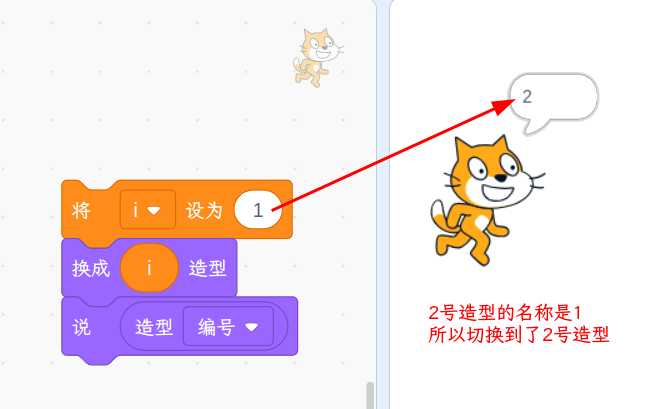 2
将 i 设为 1
换成 i 造型
说 造型 编号
2号造型的名称是1
所以切换到了2号造型